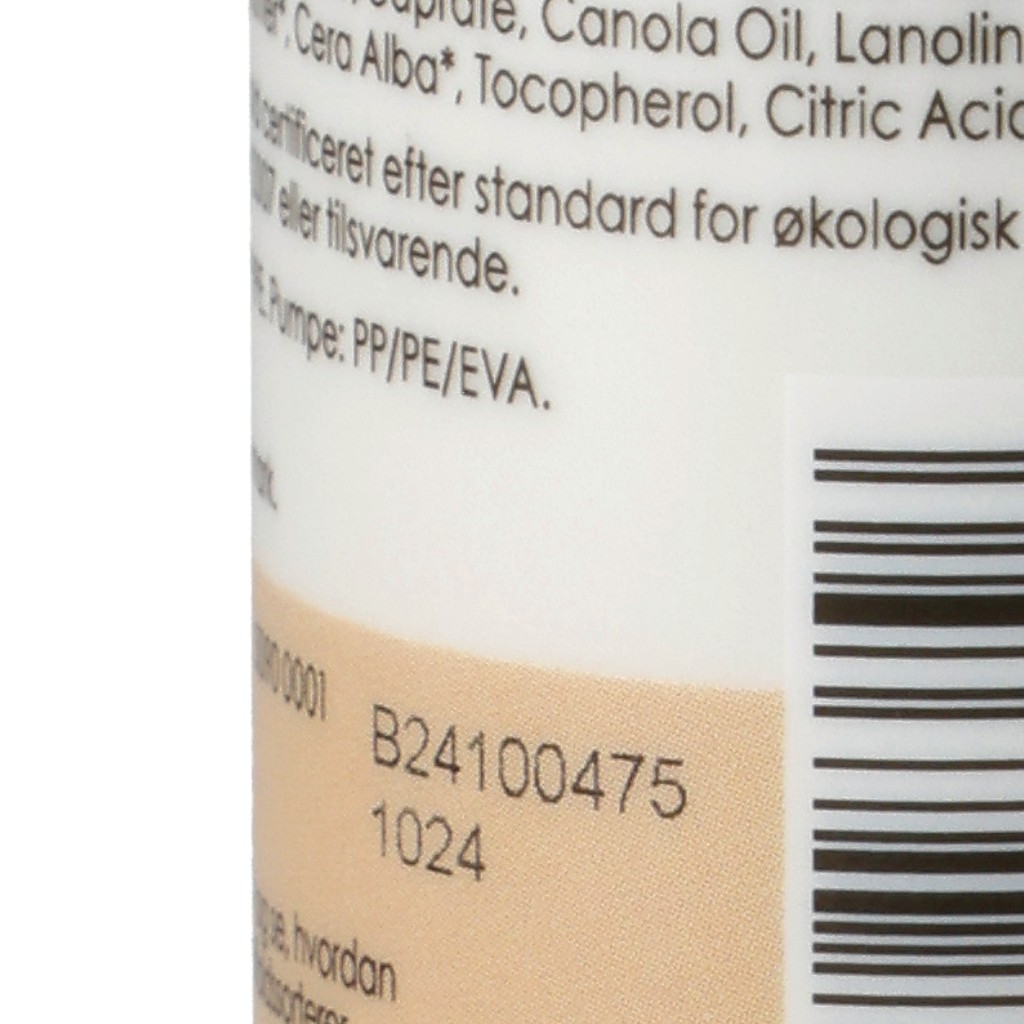 Canola Oil, Lanolin
Cera Alba*, Tocopherol, Citric
certificeret efter standard for økologisk
eller tilsvarende.
Pumpe: PP/PE/EVA.
0001
B24100475
1024
hvordan